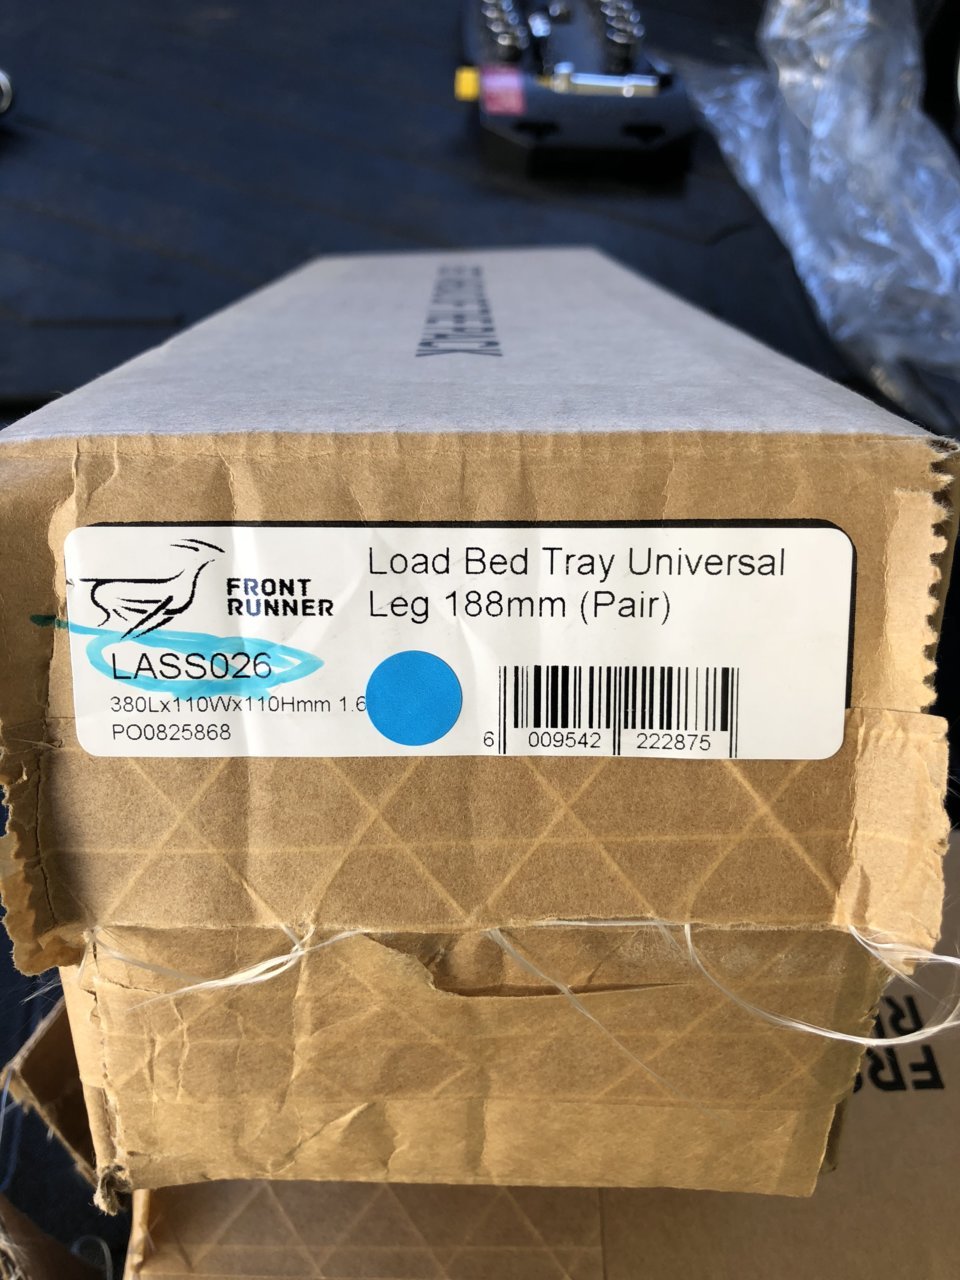 FRONT
RUNNER
Load Bed Tray Universal
Leg 188mm (Pair)
LASS026
380Lx110Wx110Hmm 1.6
PO0825868
6 009542 222875